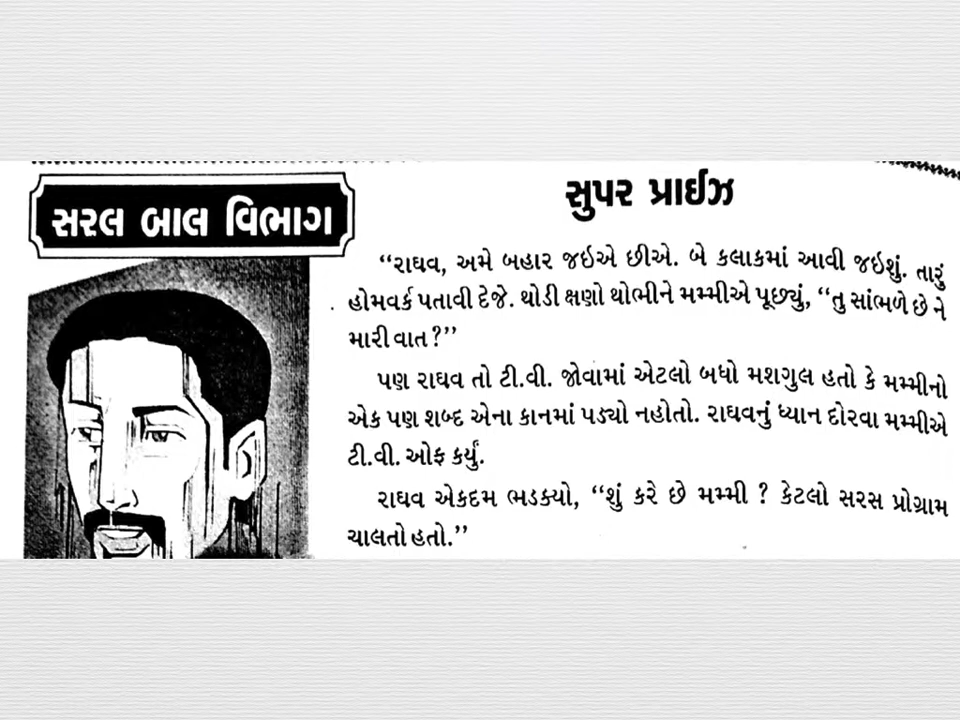 સરલ બાલ વિભાગ
સુપર પ્રાઈઝ
“રાઘવ, અમે બહાર જઇએ છીએ. બે કલાકમાં આવી જઇશું. તારું
હોમવર્ક પતાવી દેજે. થોડી ક્ષણો થોભીને મમ્મીએ પૂછ્યું, “તુ સાંભળે છે ને
મારી વાત ?”
પણ રાઘવ તો ટી.વી. જોવામાં એટલો બધો મશગુલ હતો કે મમ્મીનો
એક પણ શબ્દ એના કાનમાં પડ્યો નહોતો. રાઘવનું ધ્યાન દોરવા મમ્મીએ
ટી.વી. ઓફ કર્યું.
રાઘવ એકદમ ભડક્યો, “શું કરે છે મમ્મી ? કેટલો સરસ પ્રોગ્રામ
ચાલતો હતો.”